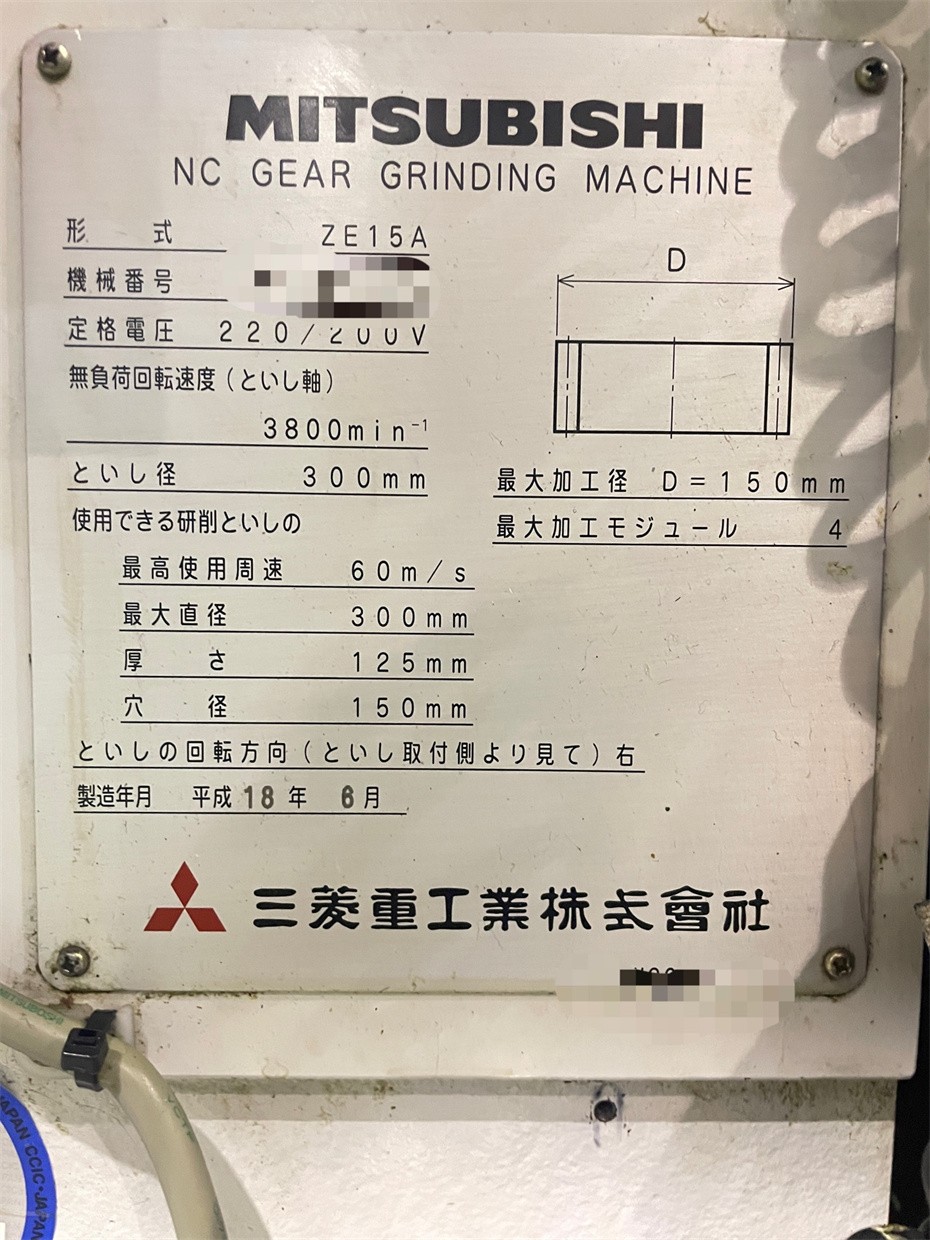 MITSUBISHI
NC GEAR GRINDING MACHINE
形式 ZE15A
機械番号
定格電圧 220/200V
無負荷回転速度(といし軸)
3800min⁻¹
といし径 300mm
使用できる研削といしの
最高使用周速 60m/s
最大直径 300mm
厚さ 125mm
穴径 150mm
といしの回転方向(といし取付側より見て)右
製造年月 平成18年 6月
D
最大加工径 D=150mm
最大加工モジュール 4
三菱重工業株式會社
MITSUBOSHI
JAPAN CCIC・JAPAN